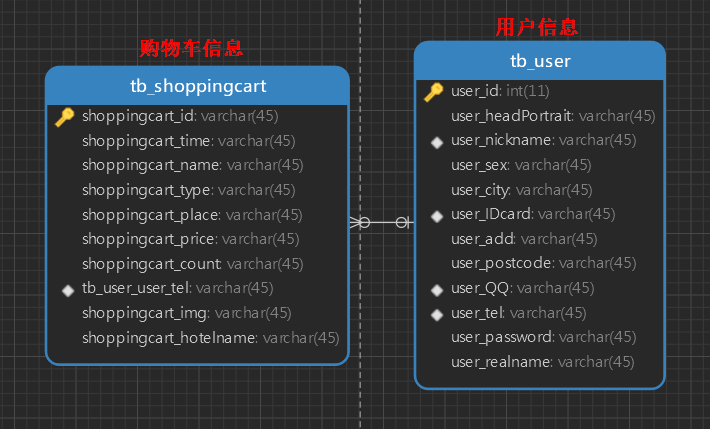 购物车信息
tb_shoppingcart
shoppingcart_id: varchar(45)
shoppingcart_time: varchar(45)
shoppingcart_name: varchar(45)
shoppingcart_type: varchar(45)
shoppingcart_place: varchar(45)
shoppingcart_price: varchar(45)
shoppingcart_count: varchar(45)
tb_user_user_tel: varchar(45)
shoppingcart_img: varchar(45)
shoppingcart_hotelname: varchar(45)
用户信息
tb_user
user_id: int(11)
user_headPortrait: varchar(45)
user_nickname: varchar(45)
user_sex: varchar(45)
user_city: varchar(45)
user_IDcard: varchar(45)
user_add: varchar(45)
user_postcode: varchar(45)
user_QQ: varchar(45)
user_tel: varchar(45)
user_password: varchar(45)
user_realname: varchar(45)